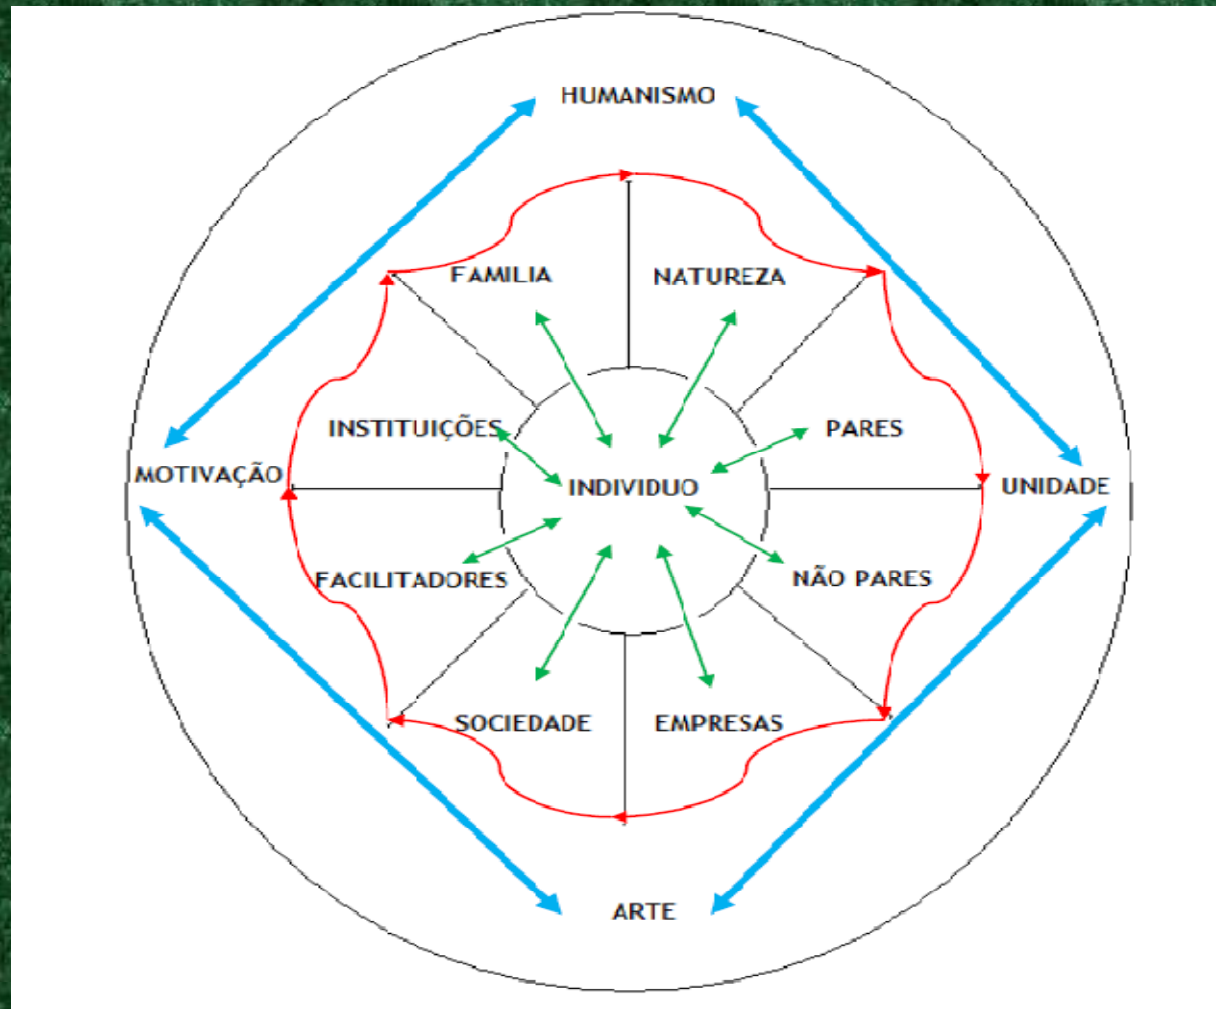 HUMANISMO
FAMILIA
NATUREZA
INSTITUIÇÕES
PARES
MOTIVAÇÃO
INDIVIDUO
UNIDADE
FACILITADORES
NÃO PARES
SOCIEDADE
EMPRESAS
ARTE